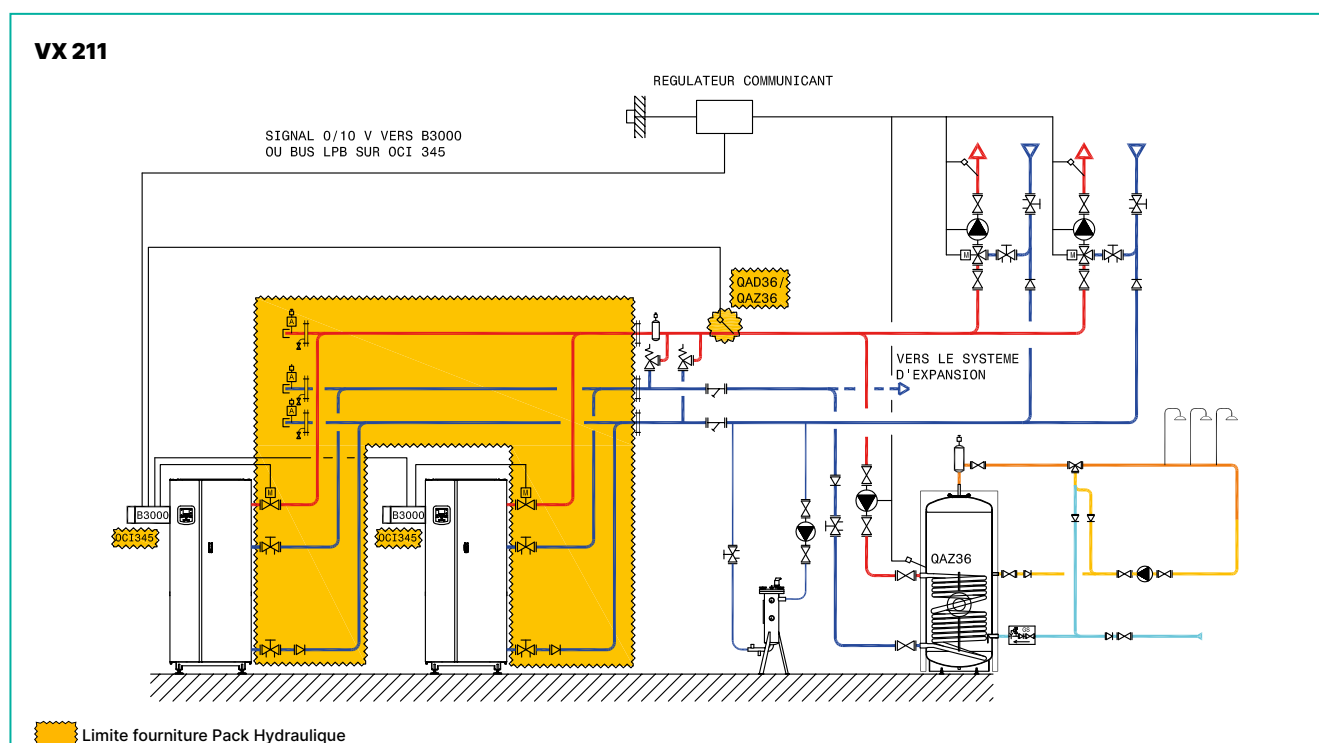 VX 211
REGULATEUR COMMUNICANT
SIGNAL 0/10 V VERS B3000
OU BUS LPB SUR OCI 345
M
M
QAD36/
QAZ36
VERS LE SYSTEME
D'EXPANSION
M
M
B3000
B3000
OCI345
OCI345
QAZ36
GS
Limite fourniture Pack Hydraulique